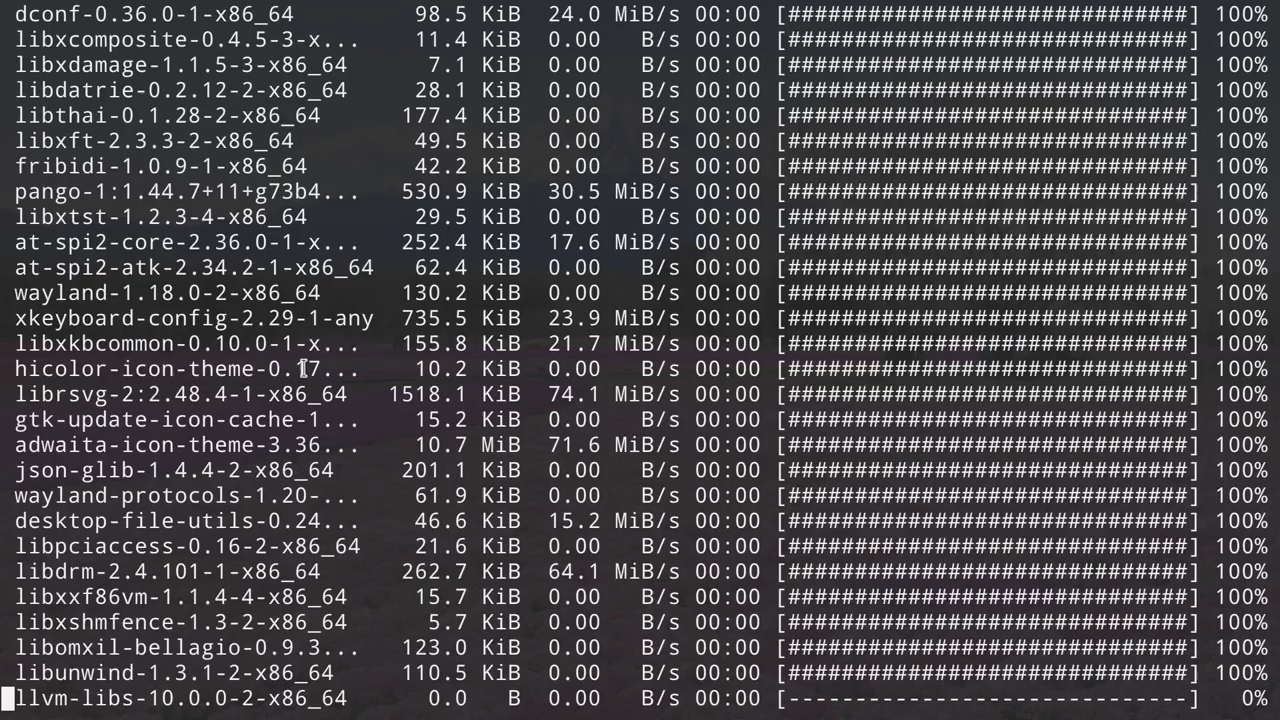 dconf-0.36.0-1-x86_64 98.5 KiB 24.0 MiB/s 00:00 [##############################] 100%
libxcomposite-0.4.5-3-x... 11.4 KiB 0.00 B/s 00:00 [##############################] 100%
libxdamage-1.1.5-3-x86_64 7.1 KiB 0.00 B/s 00:00 [##############################] 100%
libdatrie-0.2.12-2-x86_64 28.1 KiB 0.00 B/s 00:00 [##############################] 100%
libthai-0.1.28-2-x86_64 177.4 KiB 0.00 B/s 00:00 [##############################] 100%
libxft-2.3.3-2-x86_64 49.5 KiB 0.00 B/s 00:00 [##############################] 100%
fribidi-1.0.9-1-x86_64 42.2 KiB 0.00 B/s 00:00 [##############################] 100%
pango-1:1.44.7+11+g73b4... 530.9 KiB 30.5 MiB/s 00:00 [##############################] 100%
libxtst-1.2.3-4-x86_64 29.5 KiB 0.00 B/s 00:00 [##############################] 100%
at-spi2-core-2.36.0-1-x... 252.4 KiB 17.6 MiB/s 00:00 [##############################] 100%
at-spi2-atk-2.34.2-1-x86_64 62.4 KiB 0.00 B/s 00:00 [##############################] 100%
wayland-1.18.0-2-x86_64 130.2 KiB 0.00 B/s 00:00 [##############################] 100%
xkeyboard-config-2.29-1-any 735.5 KiB 23.9 MiB/s 00:00 [##############################] 100%
libxkbcommon-0.10.0-1-x... 155.8 KiB 21.7 MiB/s 00:00 [##############################] 100%
hicolor-icon-theme-0.17... 10.2 KiB 0.00 B/s 00:00 [##############################] 100%
librsvg-2:2.48.4-1-x86_64 1518.1 KiB 74.1 MiB/s 00:00 [##############################] 100%
gtk-update-icon-cache-1... 15.2 KiB 0.00 B/s 00:00 [##############################] 100%
adwaita-icon-theme-3.36... 10.7 MiB 71.6 MiB/s 00:00 [##############################] 100%
json-glib-1.4.4-2-x86_64 201.1 KiB 0.00 B/s 00:00 [##############################] 100%
wayland-protocols-1.20-... 61.9 KiB 0.00 B/s 00:00 [##############################] 100%
desktop-file-utils-0.24... 46.6 KiB 15.2 MiB/s 00:00 [##############################] 100%
libpciaccess-0.16-2-x86_64 21.6 KiB 0.00 B/s 00:00 [##############################] 100%
libdrm-2.4.101-1-x86_64 262.7 KiB 64.1 MiB/s 00:00 [##############################] 100%
libxxf86vm-1.1.4-4-x86_64 15.7 KiB 0.00 B/s 00:00 [##############################] 100%
libxshmfence-1.3-2-x86_64 5.7 KiB 0.00 B/s 00:00 [##############################] 100%
libomxil-bellagio-0.9.3... 123.0 KiB 0.00 B/s 00:00 [##############################] 100%
libunwind-1.3.1-2-x86_64 110.5 KiB 0.00 B/s 00:00 [##############################] 100%
llvm-libs-10.0.0-2-x86_64 0.0 B 0.00 B/s 00:00 [------------------------------] 0%